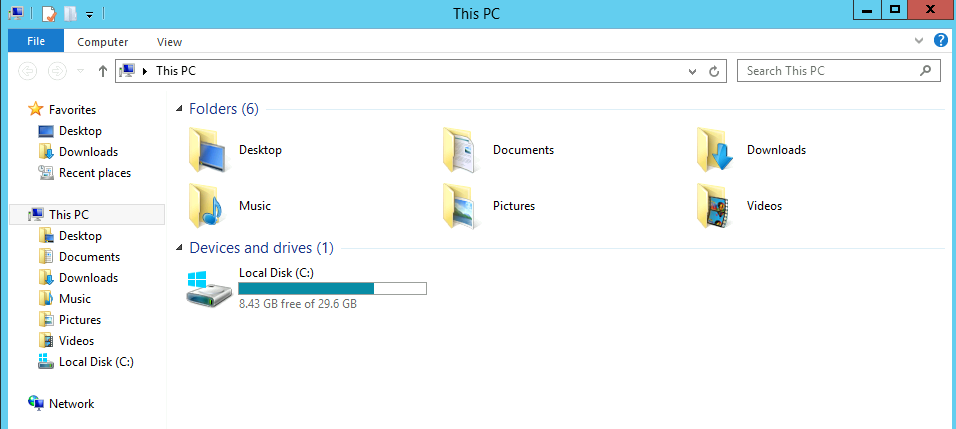 This PC
File Computer View
This PC
Search This PC
Favorites
Desktop
Downloads
Recent places
This PC
Desktop
Documents
Downloads
Music
Pictures
Videos
Local Disk (C:)
Network
Folders (6)
Desktop Documents Downloads
Music Pictures Videos
Devices and drives (1)
Local Disk (C:)
8.43 GB free of 29.6 GB